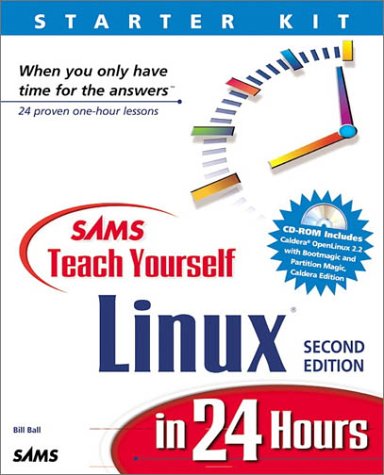 STARTER KIT
When you only have
time for the answers™
24 proven one-hour lessons
CD-ROM Includes
Caldera® OpenLinux 2.2
with Bootmagic and
Partition Magic,
Caldera Edition
SAMS
Teach Yourself
Linux®
SECOND
EDITION
Bill Ball
in 24 Hours
SAMS